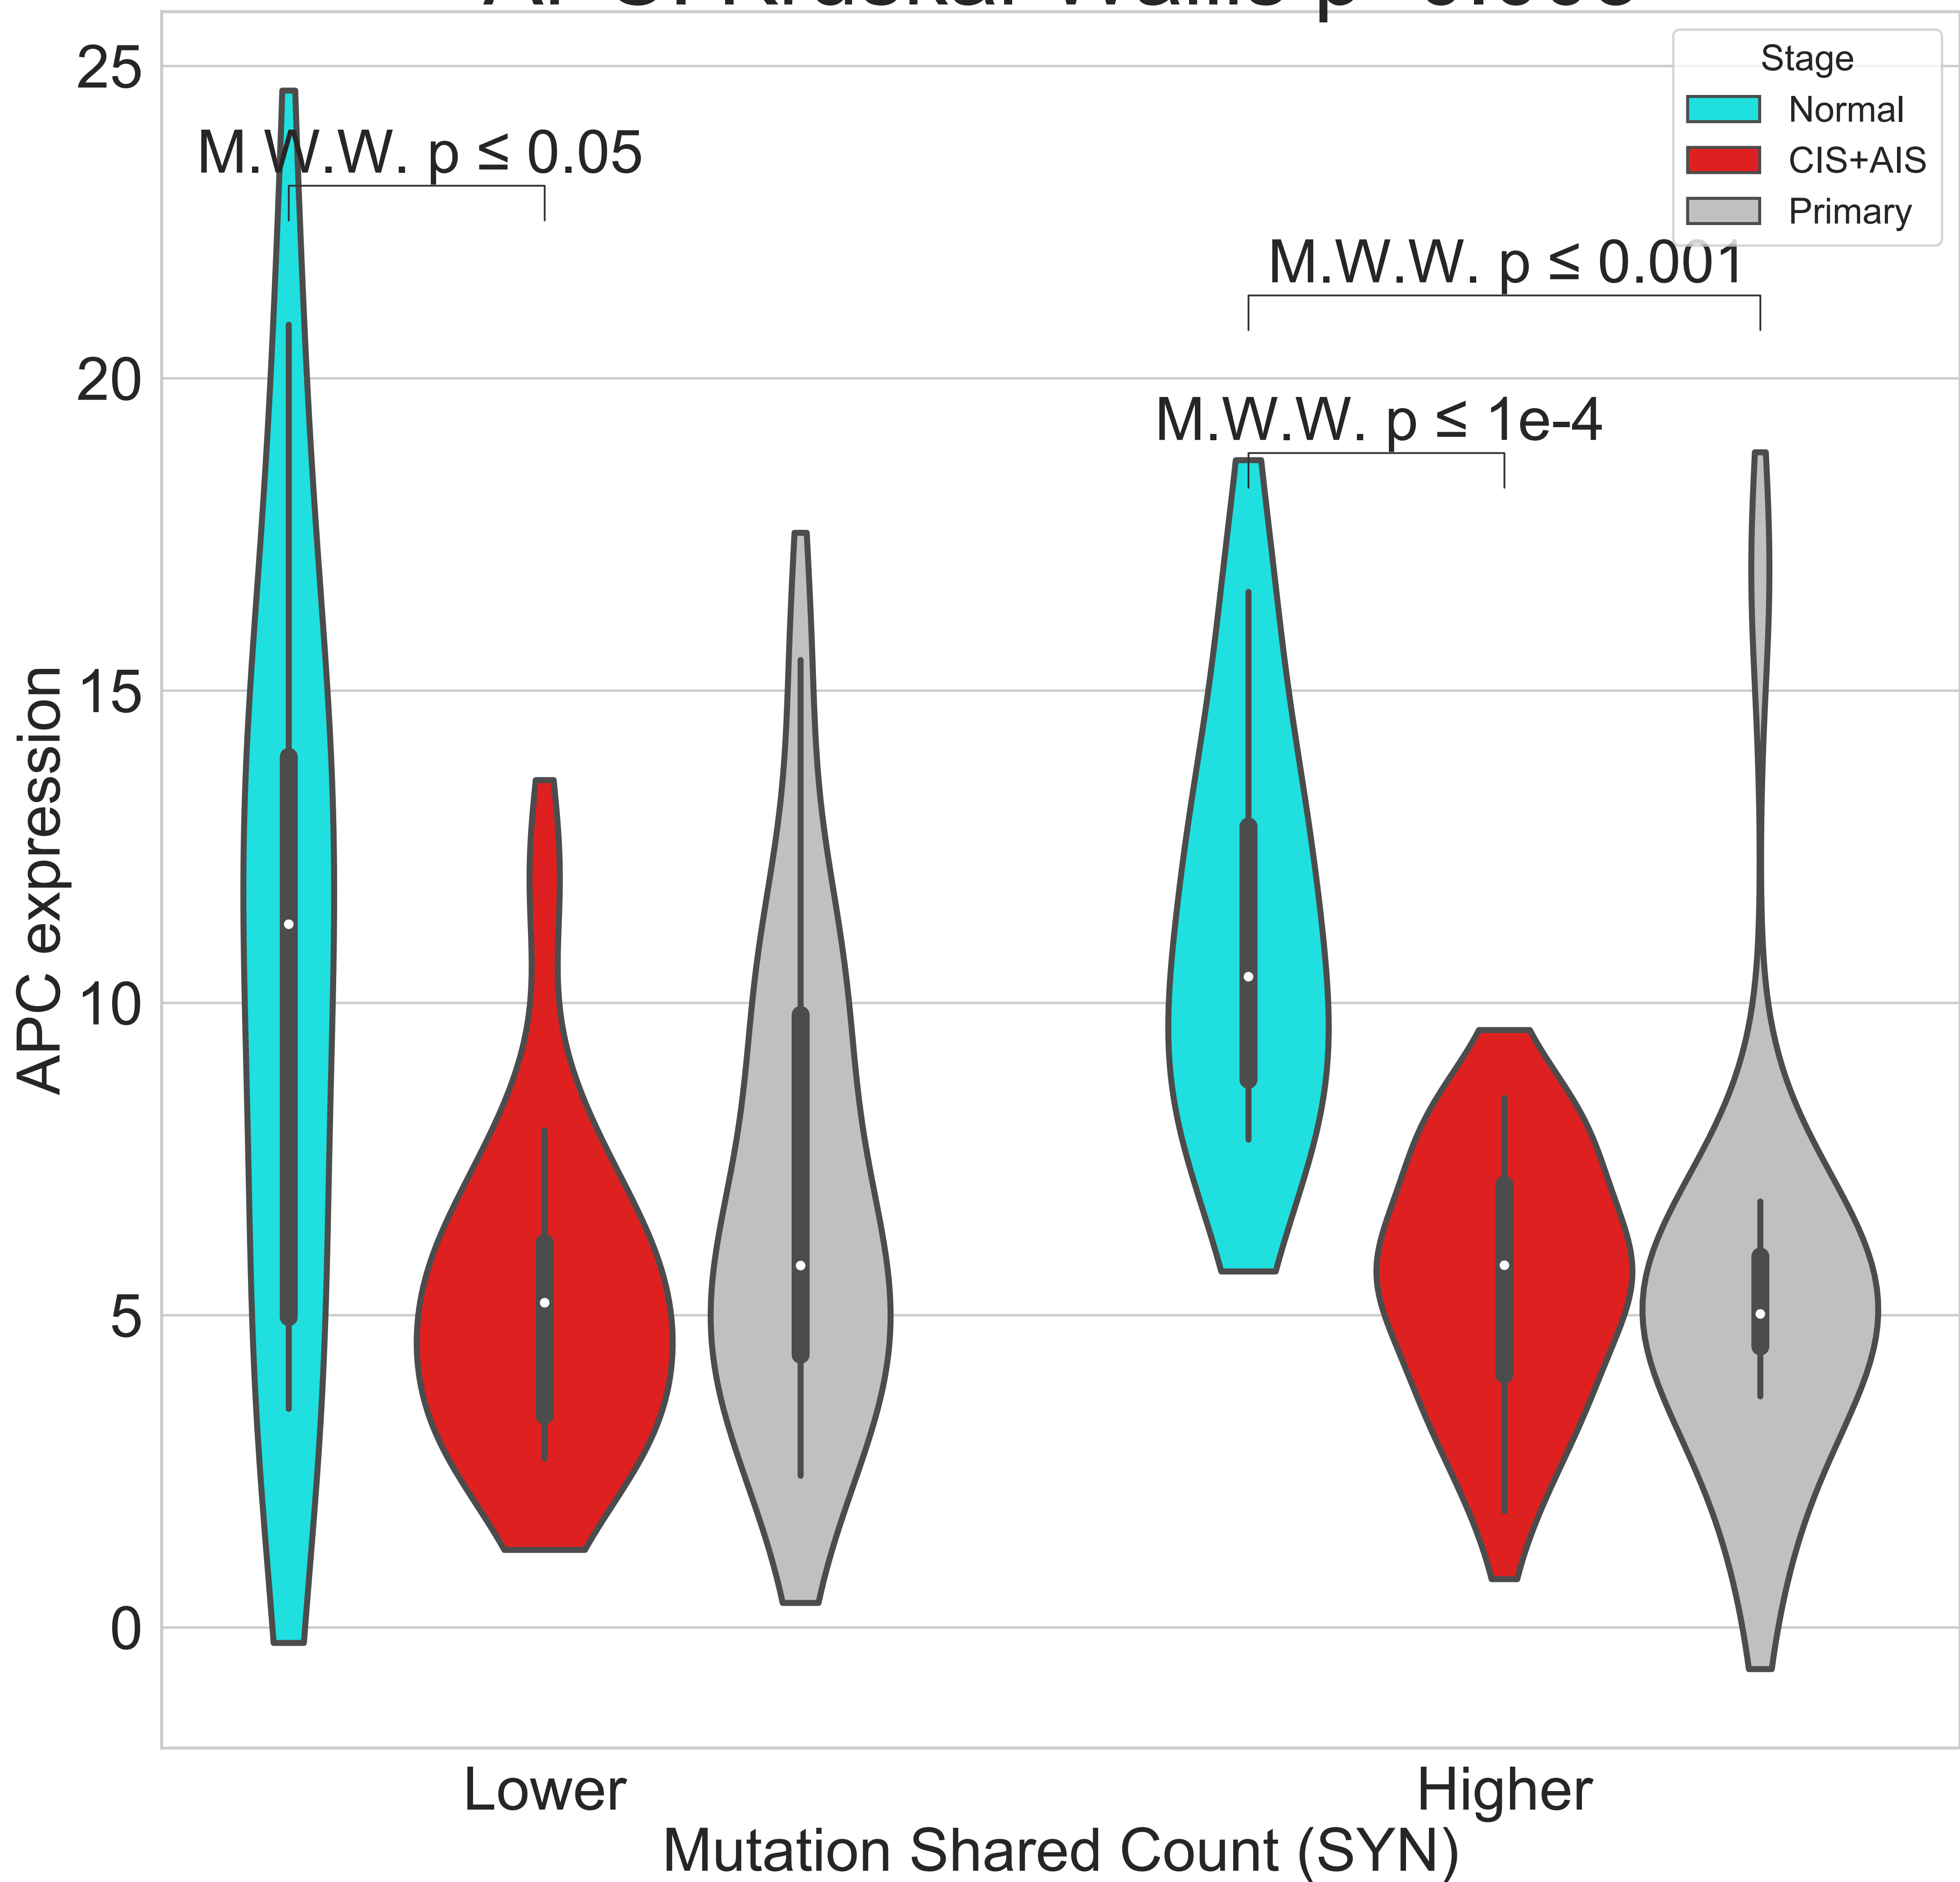 25
20
15
10
5
0
APC expression
M.W.W. p ≤ 0.05
M.W.W. p ≤ 0.001
M.W.W. p ≤ 1e-4
Stage
Normal
CIS+AIS
Primary
Lower
Higher
Mutation Shared Count (SYN)